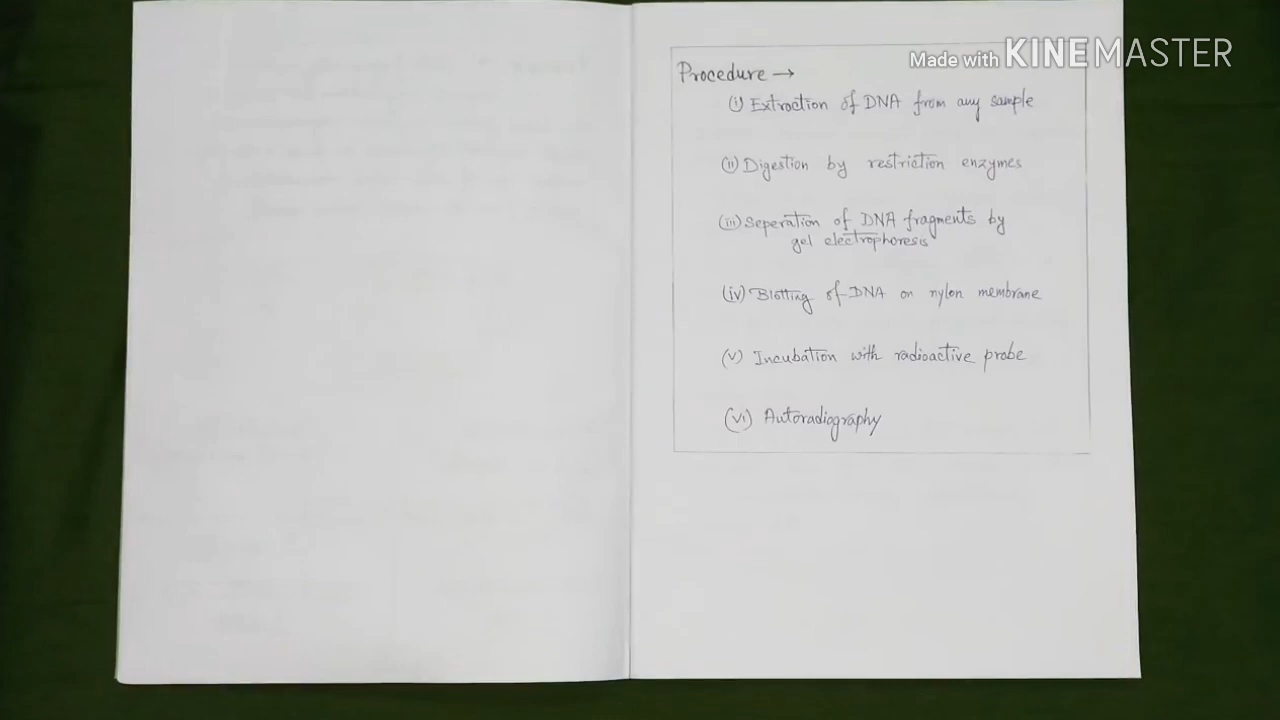 Made with KINEMASTER
Procedure →
(i) Extraction of DNA from any sample
(ii) Digestion by restriction enzymes
(iii) Seperation of DNA fragments by
gel electrophoresis
(iv) Blotting of DNA on nylon membrane
(v) Incubation with radioactive probe
(vi) Autoradiography